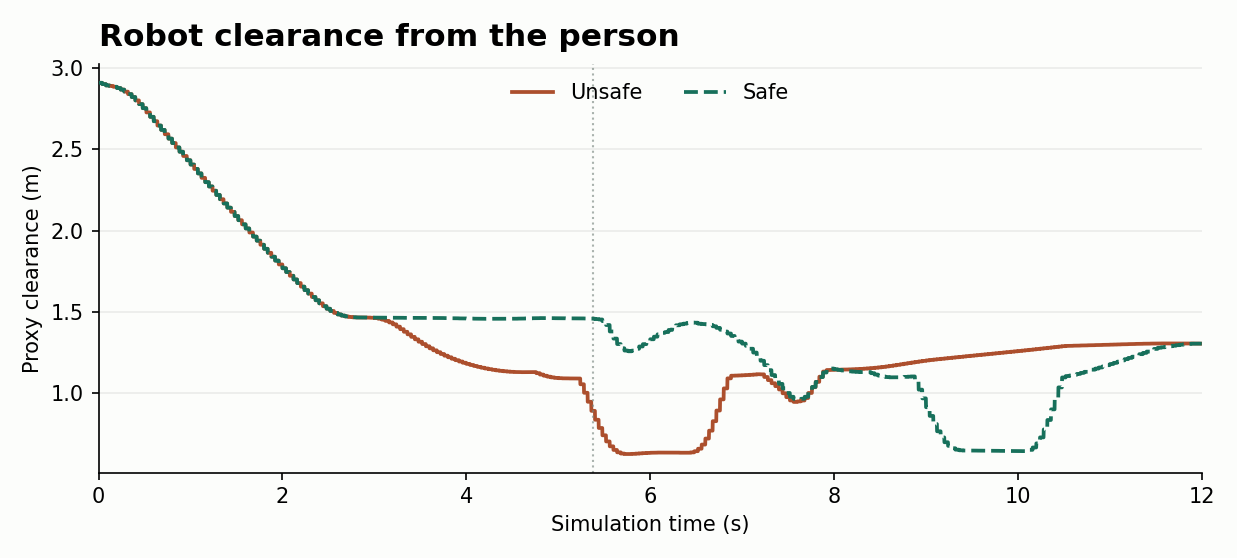 Robot clearance from the person
Unsafe Safe
Proxy clearance (m)
3.0
2.5
2.0
1.5
1.0
0 2 4 6 8 10 12
Simulation time (s)